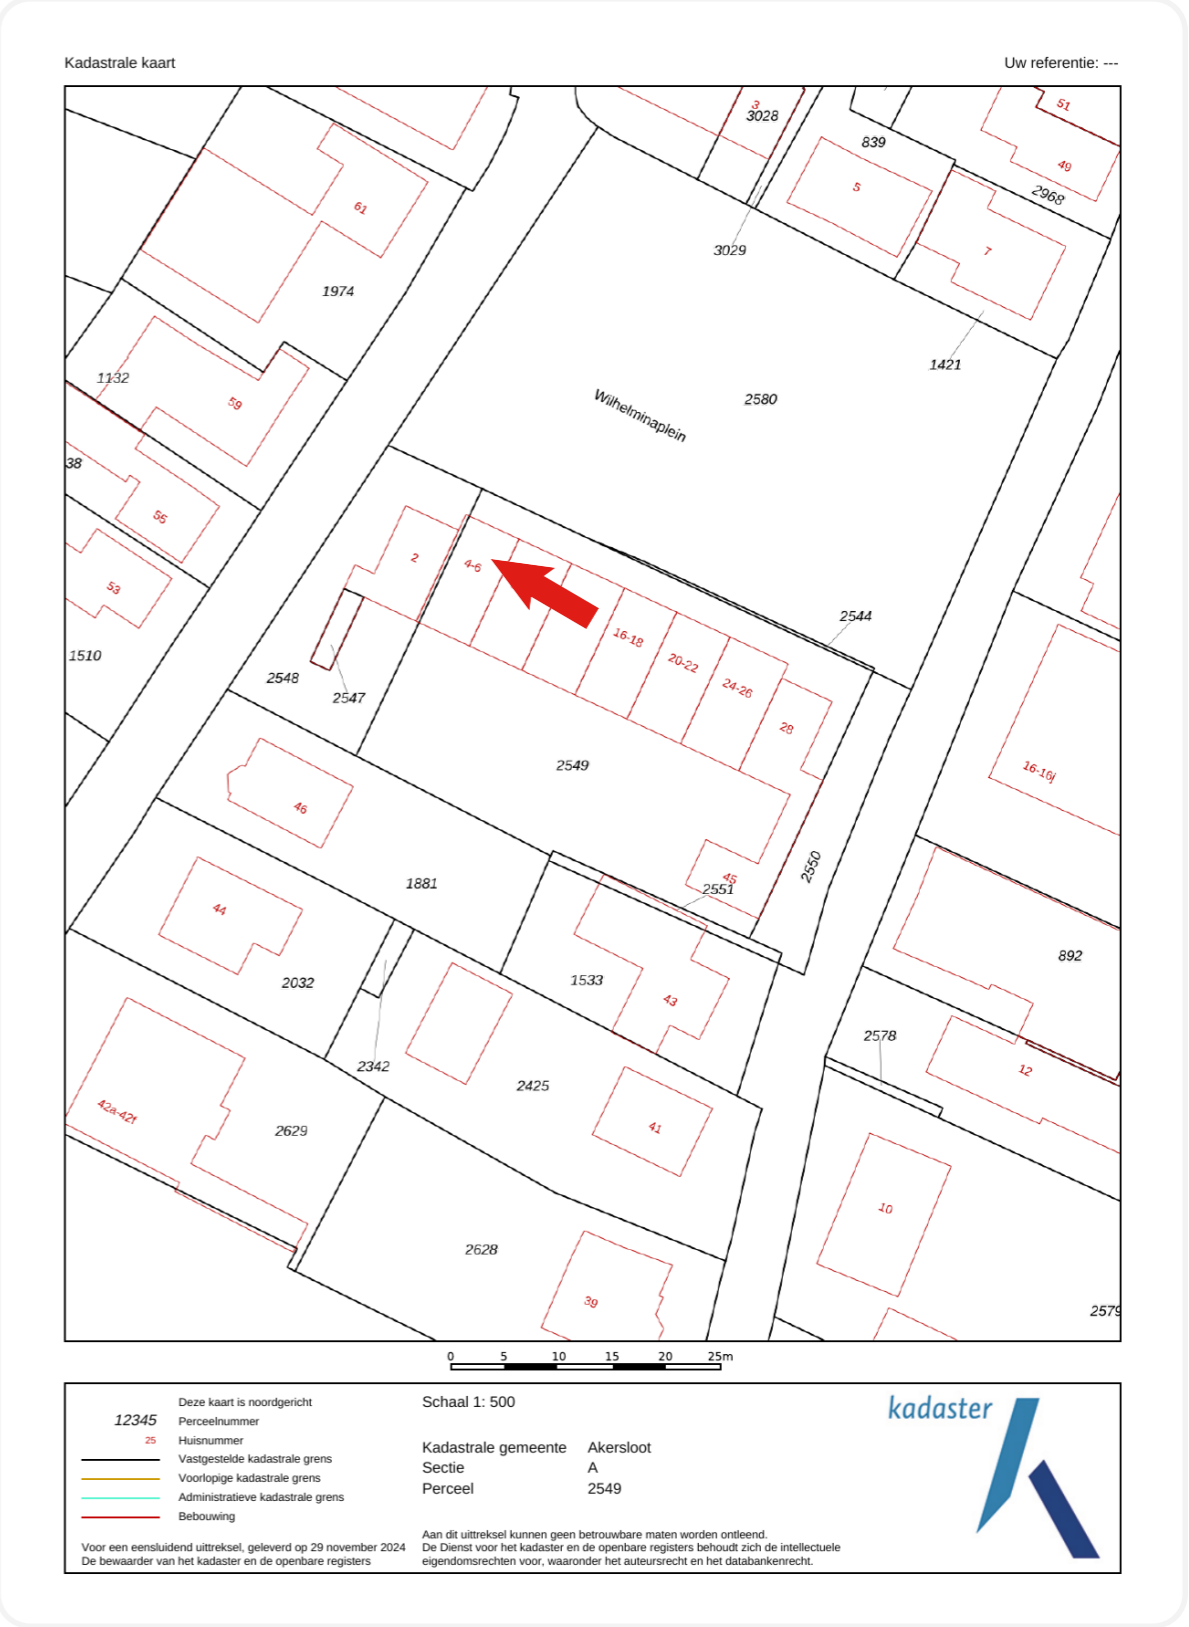 Kadastrale kaart
Uw referentie: ---
3
3028
51
839
49
5
2968
61
7
3029
1974
1421
1132
59
2580
Wilhelminaplein
38
55
2
4-6
53
2544
16-18
1510
20-22
2548
24-26
2547
28
2549
16-16j
46
2550
45
1881
2551
44
892
1533
2032
43
2578
2342
12
2425
42a-42f
41
2629
10
2628
39
2579
0 5 10 15 20 25m
Deze kaart is noordgericht
12345 Perceelnummer
25 Huisnummer
Vastgestelde kadastrale grens
Voorlopige kadastrale grens
Administratieve kadastrale grens
Bebouwing
Voor een eensluidend uittreksel, geleverd op 29 november 2024
De bewaarder van het kadaster en de openbare registers
Schaal 1: 500
Kadastrale gemeente Akersloot
Sectie A
Perceel 2549
Aan dit uittreksel kunnen geen betrouwbare maten worden ontleend.
De Dienst voor het kadaster en de openbare registers behoudt zich de intellectuele
eigendomsrechten voor, waaronder het auteursrecht en het databankenrecht.
kadaster